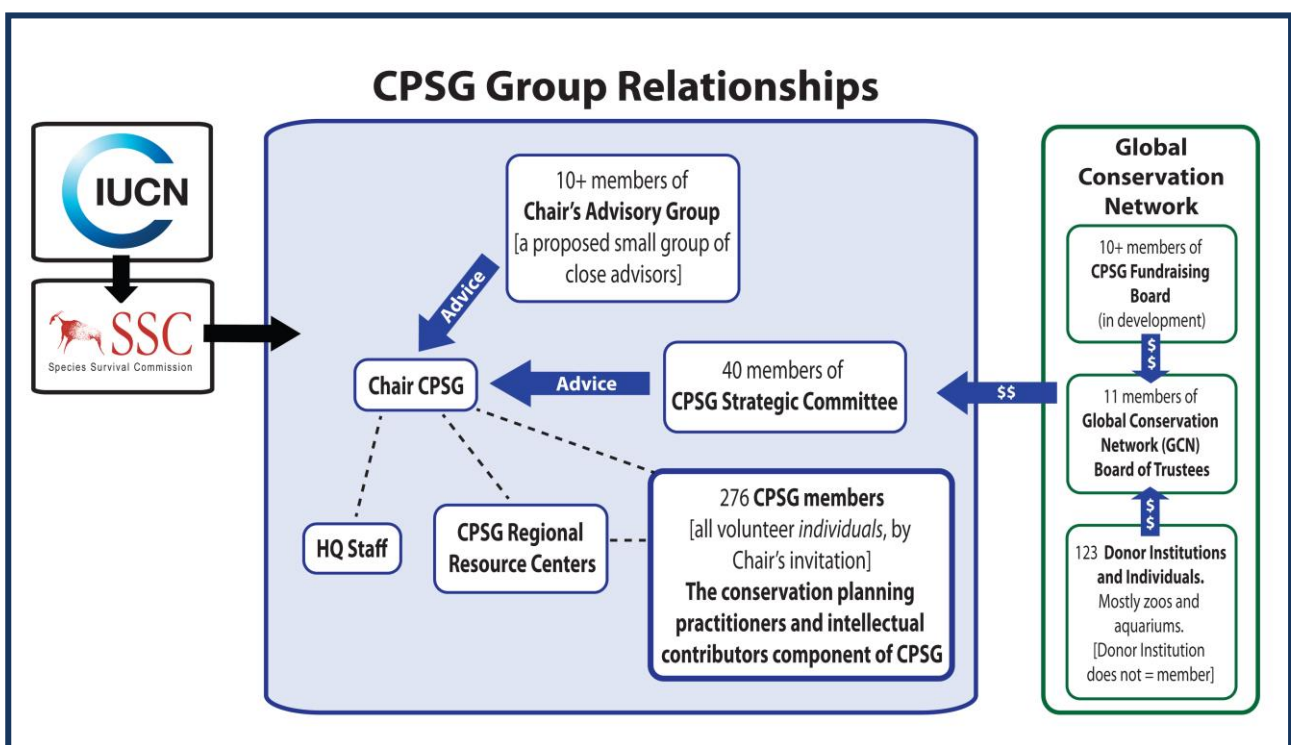 CPSG Group Relationships
IUCN
SSC
Species Survival Commission
10+ members of
Chair's Advisory Group
[a proposed small group of
close advisors]
Advice
Chair CPSG
Advice
40 members of
CPSG Strategic Committee
HQ Staff
CPSG Regional
Resource Centers
276 CPSG members
[all volunteer individuals, by
Chair's invitation]
The conservation planning
practitioners and intellectual
contributors component of CPSG
$$
Global
Conservation
Network
10+ members of
CPSG Fundraising
Board
(in development)
$$
11 members of
Global Conservation
Network (GCN)
Board of Trustees
$$
123 Donor Institutions
and Individuals.
Mostly zoos and
aquariums.
[Donor Institution
does not = member]